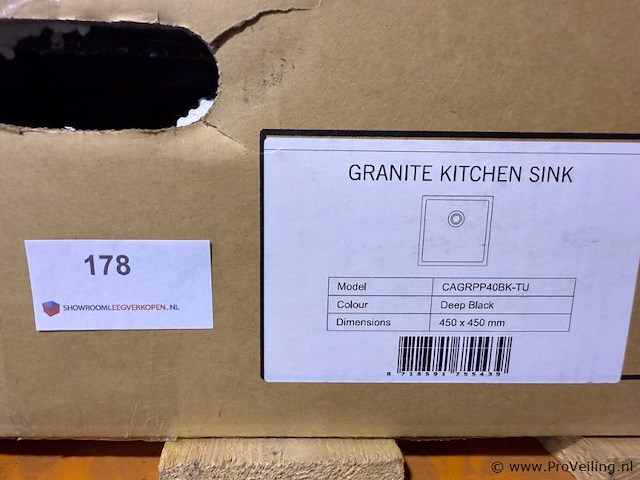 GRANITE KITCHEN SINK
178
SHOWROOMLEEGVERKOPEN.NL
Model CAGRPP40BK-TU
Colour Deep Black
Dimensions 450 x 450 mm
8 718591 755439
© www.ProVeiling.nl